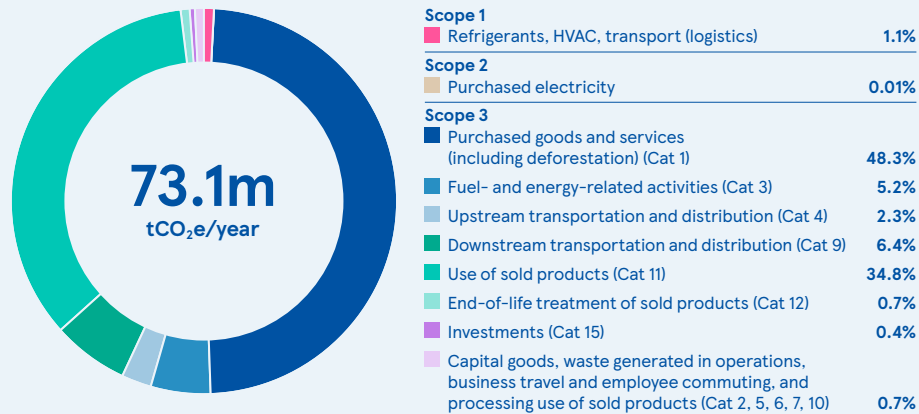 73.1m
tCO₂e/year
Scope 1
Refrigerants, HVAC, transport (logistics) 1.1%
Scope 2
Purchased electricity 0.01%
Scope 3
Purchased goods and services
(including deforestation) (Cat 1) 48.3%
Fuel- and energy-related activities (Cat 3) 5.2%
Upstream transportation and distribution (Cat 4) 2.3%
Downstream transportation and distribution (Cat 9) 6.4%
Use of sold products (Cat 11) 34.8%
End-of-life treatment of sold products (Cat 12) 0.7%
Investments (Cat 15) 0.4%
Capital goods, waste generated in operations,
business travel and employee commuting, and
processing use of sold products (Cat 2, 5, 6, 7, 10) 0.7%